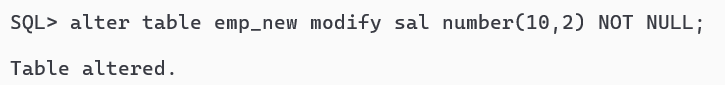 SQL> alter table emp_new modify sal number(10,2) NOT NULL;
Table altered.